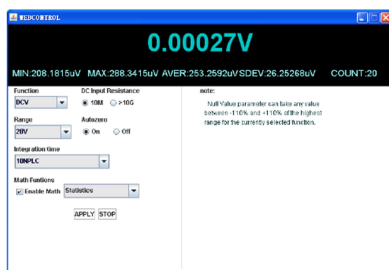 WEBCONTROL
0.00027V
MIN:208.1815uV MAX:288.3415uV AVER:253.2592uV SDEV:26.25268uV COUNT:20
Function DC Input Resistance note:
DCV 10M >10G
Null Value parameter can take any value
between -110% and +110% of the highest
range for the currently selected function.
Range Autozero
20V On Off
Integration time
10NPLC
Math Funtions
Enable Math Statistics
APPLY STOP